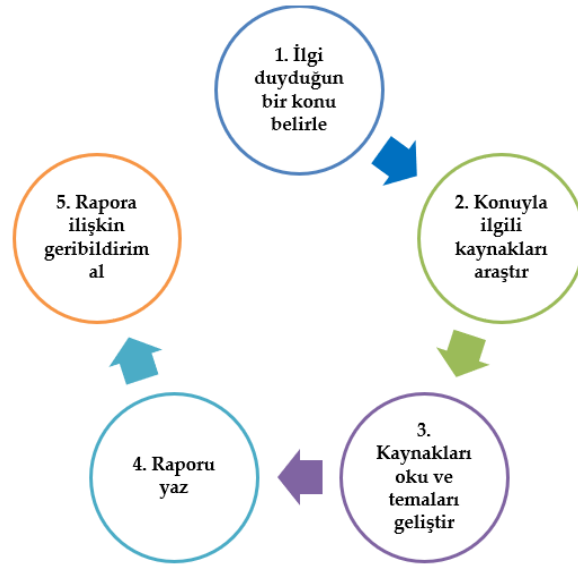 1. İlgi
duyduğun
bir konu
belirle
2. Konuyla
ilgili
kaynakları
araştır
3.
Kaynakları
oku ve
temaları
geliştir
4. Raporu
yaz
5. Rapora
ilişkin
geribildirim
al